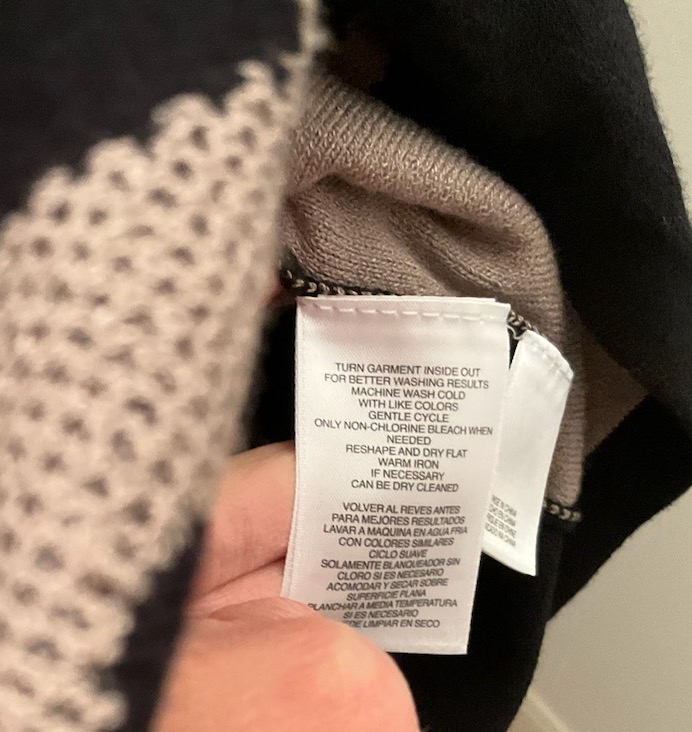 TURN GARMENT INSIDE OUT
FOR BETTER WASHING RESULTS
MACHINE WASH COLD
WITH LIKE COLORS
GENTLE CYCLE
ONLY NON-CHLORINE BLEACH WHEN
NEEDED
RESHAPE AND DRY FLAT
WARM IRON
IF NECESSARY
CAN BE DRY CLEANED
VOLVER AL REVES ANTES
PARA MEJORES RESULTADOS
LAVAR A MAQUINA EN AGUA FRIA
CON COLORES SIMILARES
CICLO SUAVE
SOLAMENTE BLANQUEADOR SIN
CLORO SI ES NECESARIO
ACOMODAR Y SECAR SOBRE
SUPERFICIE PLANA
PLANCHAR A MEDIA TEMPERATURA
SI ES NECESARIO
LIMPIAR EN SECO